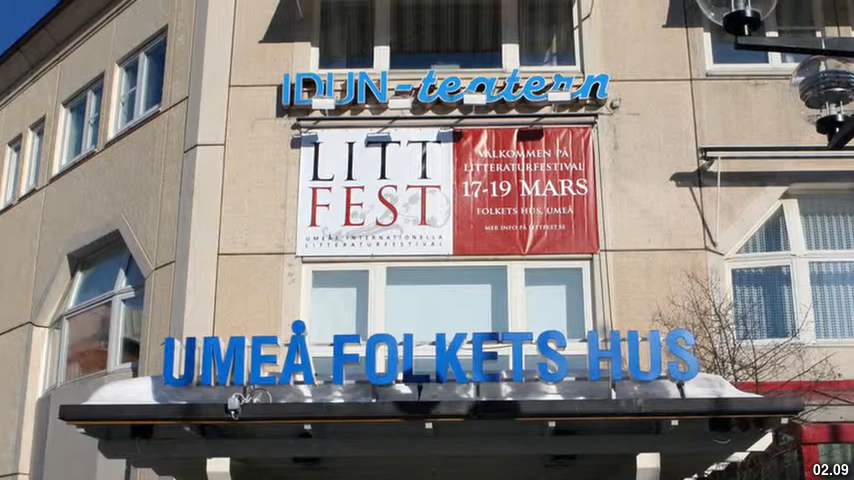 IDUN-teatern
LITT
FEST
UMEÅS INTERNATIONELLA
LITTERATURFESTIVAL
VÄLKOMMEN PÅ
LITTERATURFESTIVAL
17-19 MARS
FOLKETS HUS, UMEÅ
MER INFO PÅ LITTFEST.SE
UMEÅ FOLKETS HUS
02.09